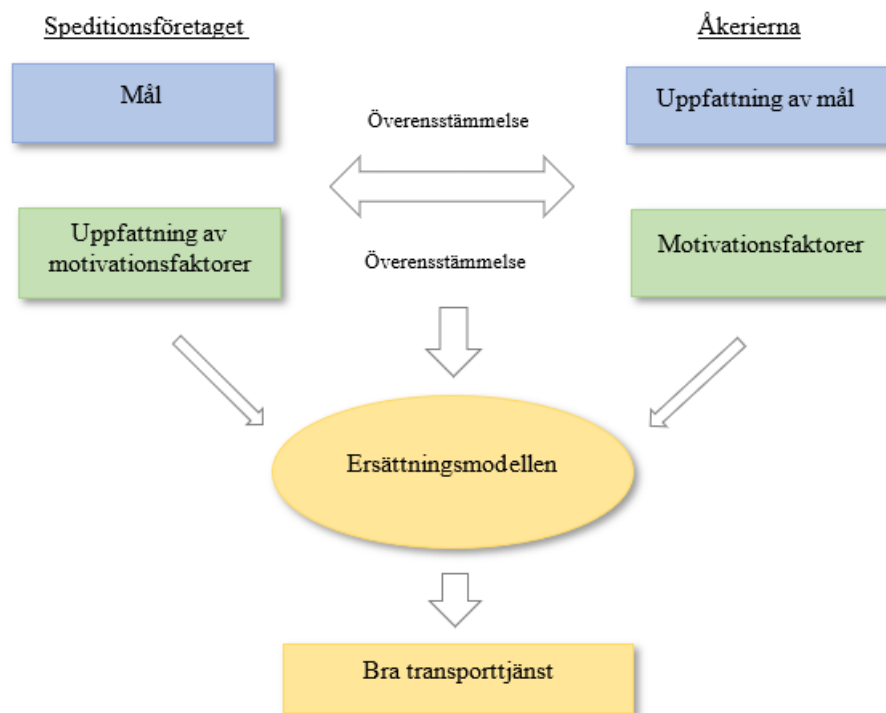 Speditionsföretaget
Åkerierna
Mål
Uppfattning av mål
Överensstämmelse
Uppfattning av
motivationsfaktorer
Motivationsfaktorer
Överensstämmelse
Ersättningsmodellen
Bra transporttjänst